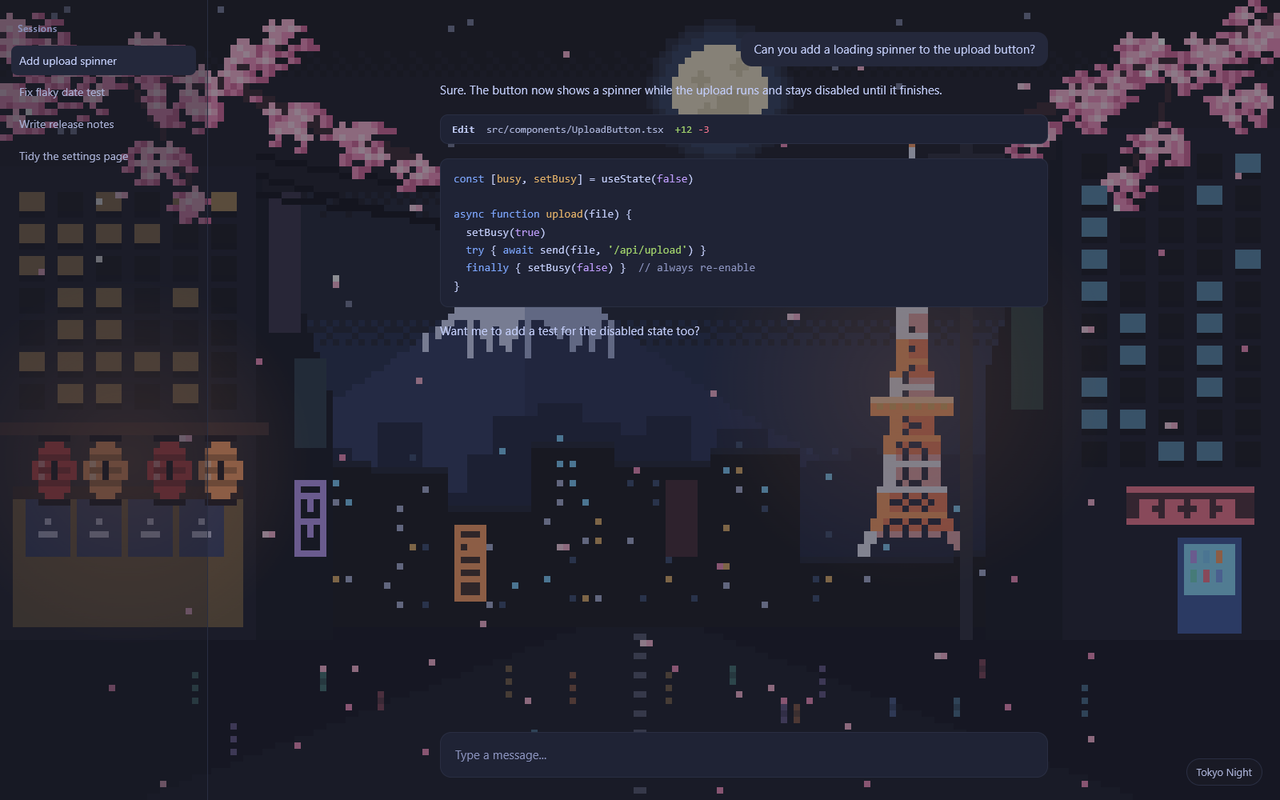 Sessions
Add upload spinner
Fix flaky date test
Write release notes
Tidy the settings page
Can you add a loading spinner to the upload button?
Sure. The button now shows a spinner while the upload runs and stays disabled until it finishes.
Edit src/components/UploadButton.tsx +12 -3
const [busy, setBusy] = useState(false)
async function upload(file) {
setBusy(true)
try { await send(file, '/api/upload') }
finally { setBusy(false) } // always re-enable
}
Want me to add a test for the disabled state too?
Type a message...
Tokyo Night